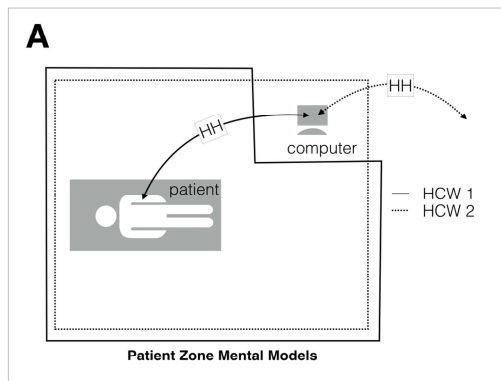 A
HH
HH
computer
patient
HCW 1
HCW 2
Patient Zone Mental Models